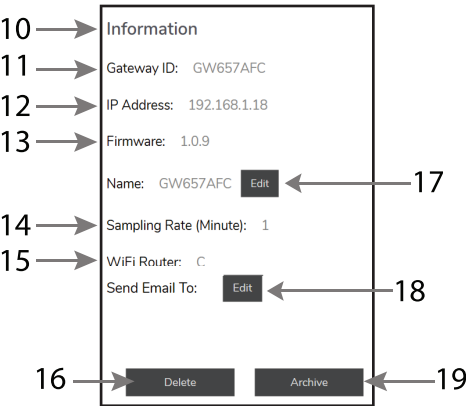 10 Information
11 Gateway ID: GW657AFC
12 IP Address: 192.168.1.18
13 Firmware: 1.0.9
Name: GW657AFC Edit 17
14 Sampling Rate (Minute): 1
15 WiFi Router: C
Send Email To: Edit 18
16 Delete Archive 19